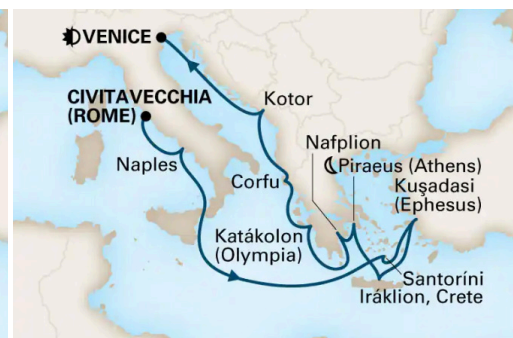 VENICE
CIVITAVECCHIA
(ROME)
Kotor
Nafplion
Piraeus (Athens)
Naples
Kuşadasi
(Ephesus)
Corfu
Katákolon
(Olympia)
Santoríni
Iráklion, Crete